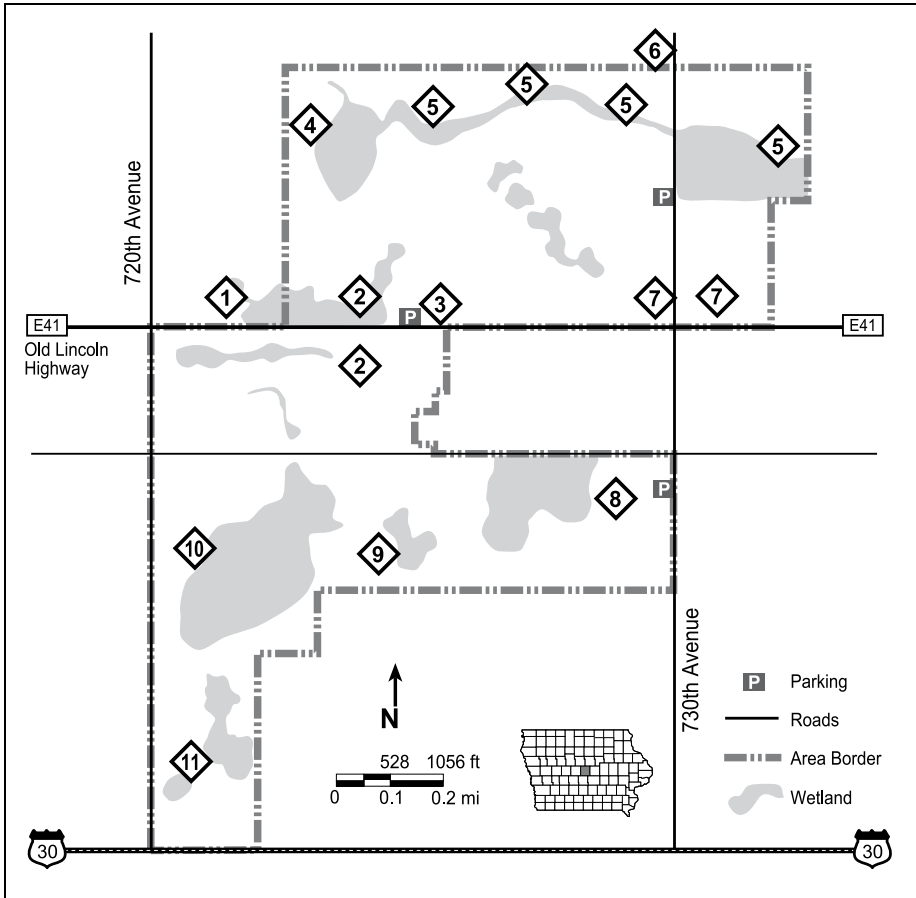 6
5
5
5
4
5
720th Avenue
P
1
2
3
7
7
P
E41
E41
Old Lincoln
Highway
2
P
8
10
9
730th Avenue
P Parking
N
Roads
11
528 1056 ft
Area Border
0 0.1 0.2 mi
Wetland
30
30